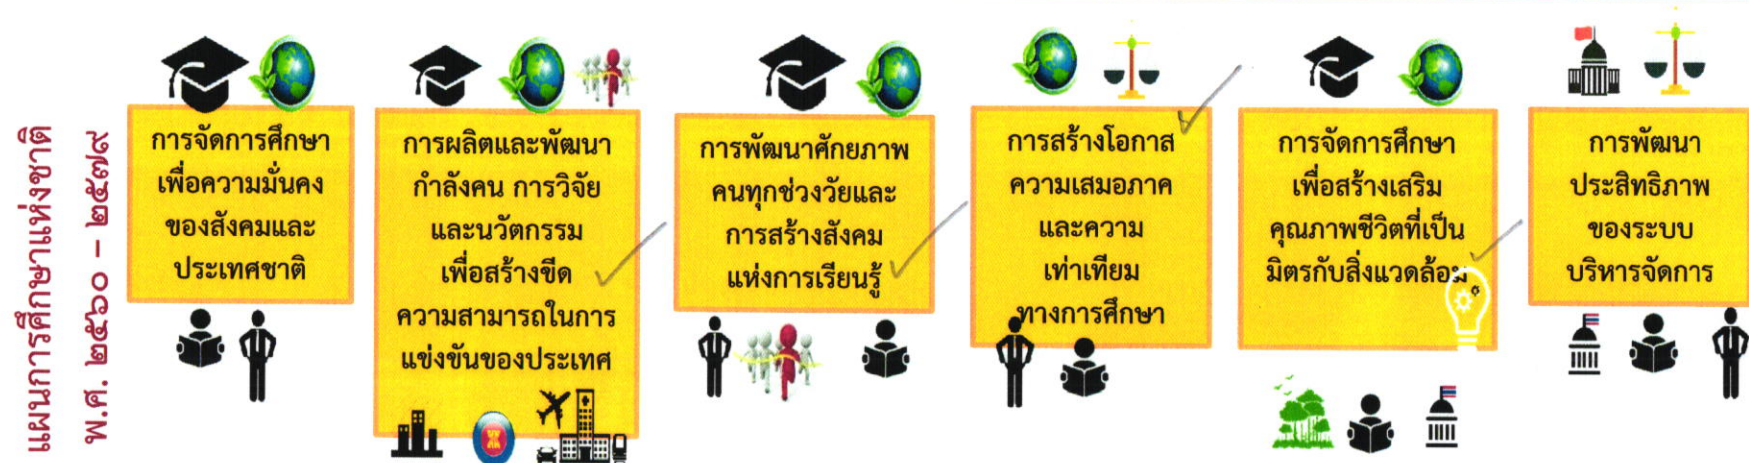 แผนการศึกษาแห่งชาติ
พ.ศ. ๒๕๖๐ – ๒๕๗๙
การจัดการศึกษา
เพื่อความมั่นคง
ของสังคมและ
ประเทศชาติ
การผลิตและพัฒนา
กำลังคน การวิจัย
และนวัตกรรม
เพื่อสร้างขีด
ความสามารถในการ
แข่งขันของประเทศ
การพัฒนาศักยภาพ
คนทุกช่วงวัยและ
การสร้างสังคม
แห่งการเรียนรู้
การสร้างโอกาส
ความเสมอภาค
และความ
เท่าเทียม
ทางการศึกษา
การจัดการศึกษา
เพื่อสร้างเสริม
คุณภาพชีวิตที่เป็น
มิตรกับสิ่งแวดล้อม
การพัฒนา
ประสิทธิภาพ
ของระบบ
บริหารจัดการ